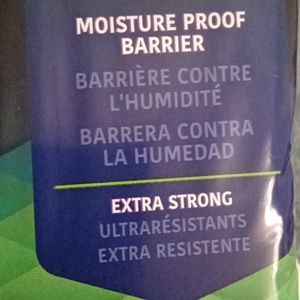 MOISTURE PROOF
BARRIER
BARRIÈRE CONTRE
L'HUMIDITÉ
BARRERA CONTRA
LA HUMEDAD
EXTRA STRONG
ULTRARÉSISTANTS
EXTRA RESISTENTE